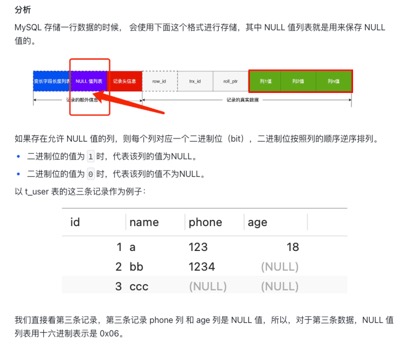 分析
MySQL 存储一行数据的时候， 会使用下面这个格式进行存储，其中 NULL 值列表就是用来保存 NULL
值的。
变长字段长度列表 NULL 值列表 记录头信息 row_id trx_id roll_ptr 列1值 列2值 列n值
记录的额外信息 记录的真实数据
如果存在允许 NULL 值的列，则每个列对应一个二进制位（bit），二进制位按照列的顺序逆序排列。
二进制位的值为 1 时，代表该列的值为NULL。
二进制位的值为 0 时，代表该列的值不为NULL。
以 t_user 表的这三条记录作为例子：
id name phone age
1 a 123 18
2 bb 1234 (NULL)
3 ccc (NULL) (NULL)
我们直接看第三条记录，第三条记录 phone 列 和 age 列是 NULL 值，所以，对于第三条数据，NULL 值
列表用十六进制表示是 0x06。